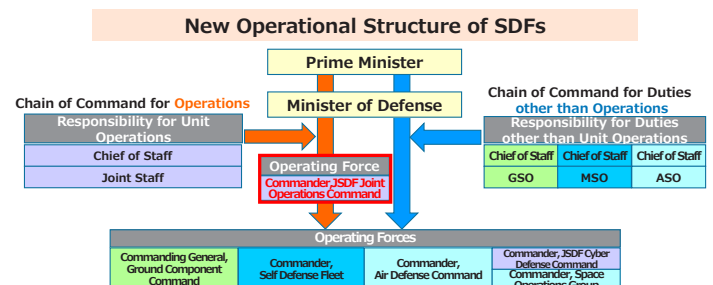 New Operational Structure of SDFs
Prime Minister
Chain of Command for Operations
Minister of Defense
Chain of Command for Duties
other than Operations
Responsibility for Unit
Operations
Chief of Staff
Joint Staff
Operating Force
Commander,JSDF Joint
Operations Command
Responsibility for Duties
other than Unit Operations
Chief of Staff
GSO
Chief of Staff
MSO
Chief of Staff
ASO
Operating Forces
Commanding General,
Ground Component
Command
Commander,
Self Defense Fleet
Commander,
Air Defense Command
Commander, JSDF Cyber
Defense Command
Commander, Space
Operations Group